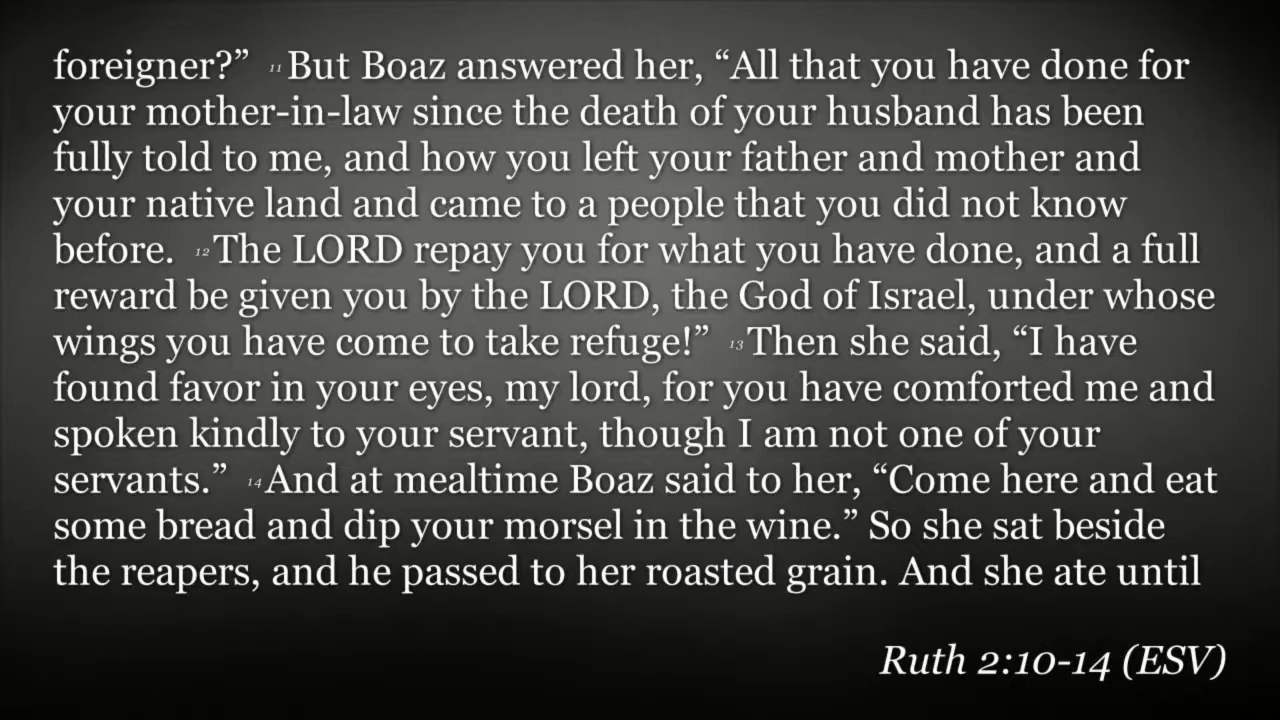 foreigner?” 11 But Boaz answered her, “All that you have done for
your mother-in-law since the death of your husband has been
fully told to me, and how you left your father and mother and
your native land and came to a people that you did not know
before. 12 The LORD repay you for what you have done, and a full
reward be given you by the LORD, the God of Israel, under whose
wings you have come to take refuge!” 13 Then she said, “I have
found favor in your eyes, my lord, for you have comforted me and
spoken kindly to your servant, though I am not one of your
servants.” 14 And at mealtime Boaz said to her, “Come here and eat
some bread and dip your morsel in the wine.” So she sat beside
the reapers, and he passed to her roasted grain. And she ate until
Ruth 2:10-14 (ESV)